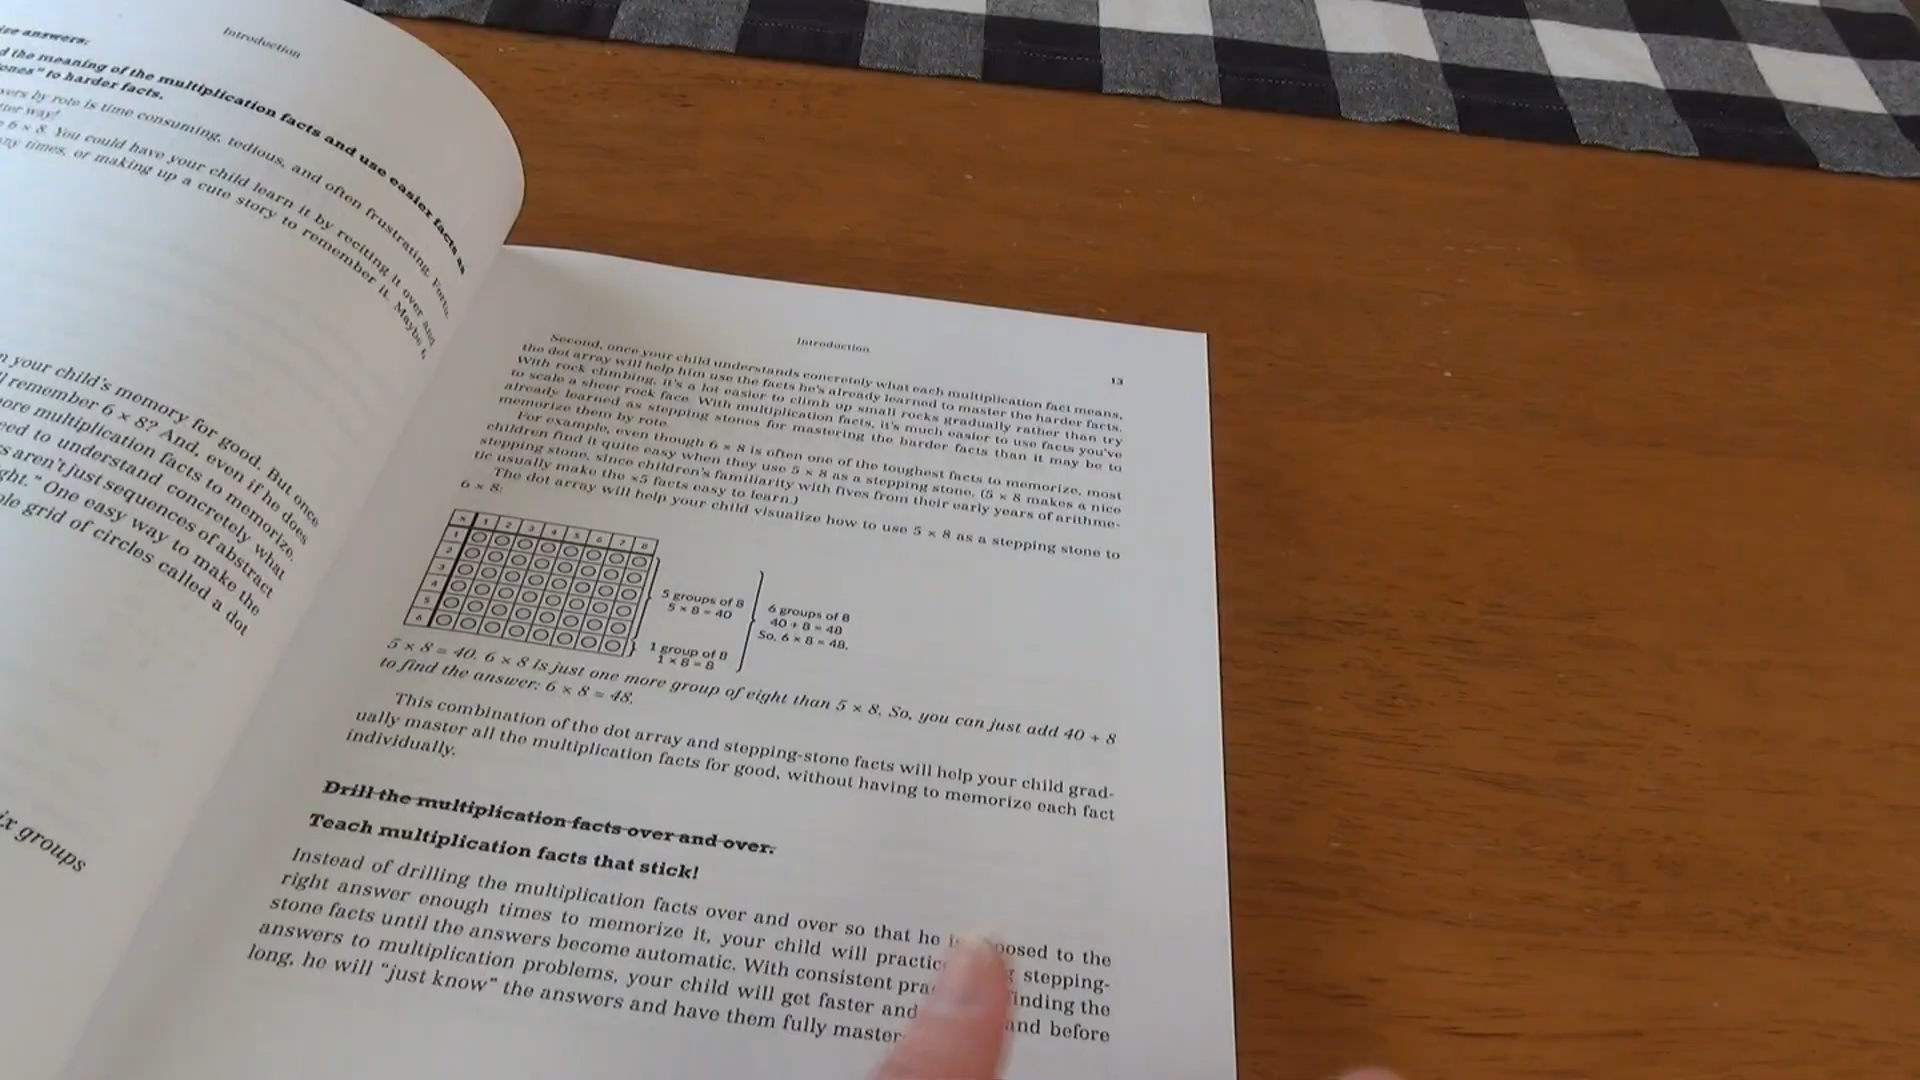 ize answers:
d the meaning of the multiplication facts and use easier facts as
ones" to harder facts.
wers by rote is time consuming, tedious, and often frustrating.
tter way?
6 × 8. You could have your child learn it by reciting it over and
ny times, or making up a cute story to remember it. Maybe
n your child's memory for good. But once
l remember 6 × 8? And, even if he does
ore multiplication facts to memorize.
eed to understand concretely what
s aren't just sequences of abstract
ght." One easy way to make the
ple grid of circles called a dot
ix groups
Introduction
Introduction
13
Second, once your child understands concretely what each multiplication fact means,
the dot array will help him use the facts he's already learned to master the harder facts.
With rock climbing, it's a lot easier to climb up small rocks gradually rather than try
to scale a sheer rock face. With multiplication facts, it's much easier to use facts you've
already learned as stepping stones for mastering the harder facts than it may be to
memorize them by rote.
For example, even though 6 × 8 is often one of the toughest facts to memorize, most
children find it quite easy when they use 5 × 8 as a stepping stone. (5 × 8 makes a nice
stepping stone, since children's familiarity with fives from their early years of arithme-
tic usually make the ×5 facts easy to learn.)
The dot array will help your child visualize how to use 5 × 8 as a stepping stone to
6 × 8:
× 1 2 3 4 5 6 7 8
1
2
3
4
5
6
5 groups of 8
5 × 8 = 40
1 group of 8
1 × 8 = 8
6 groups of 8
40 + 8 = 48
So, 6 × 8 = 48.
5 × 8 = 40. 6 × 8 is just one more group of eight than 5 × 8. So, you can just add 40 + 8
to find the answer: 6 × 8 = 48.
This combination of the dot array and stepping-stone facts will help your child grad-
ually master all the multiplication facts for good, without having to memorize each fact
individually.
Drill the multiplication facts over and over.
Teach multiplication facts that stick!
Instead of drilling the multiplication facts over and over so that he is posed to the
right answer enough times to memorize it, your child will practic stepping-
stone facts until the answers become automatic. With consistent pra finding the
answers to multiplication problems, your child will get faster and and before
long, he will "just know" the answers and have them fully master